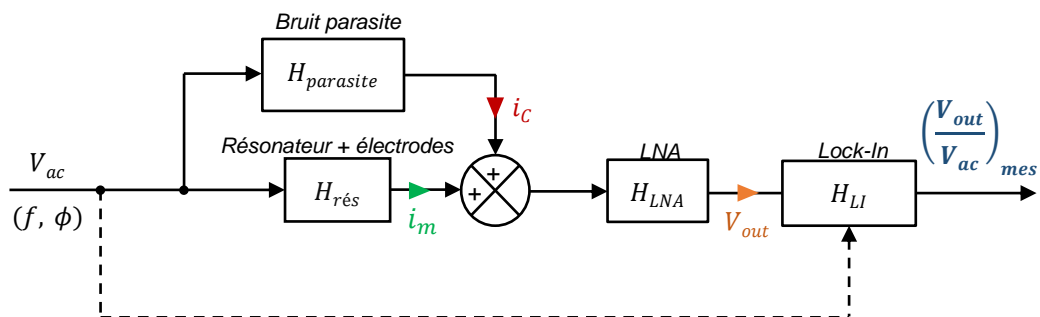 Bruit parasite
H_parasite
i_C
Résonateur + électrodes
H_rés
i_m
+
+
V_ac
(f, ϕ)
LNA
H_LNA
V_out
Lock-In
H_LI
(V_out / V_ac)_mes